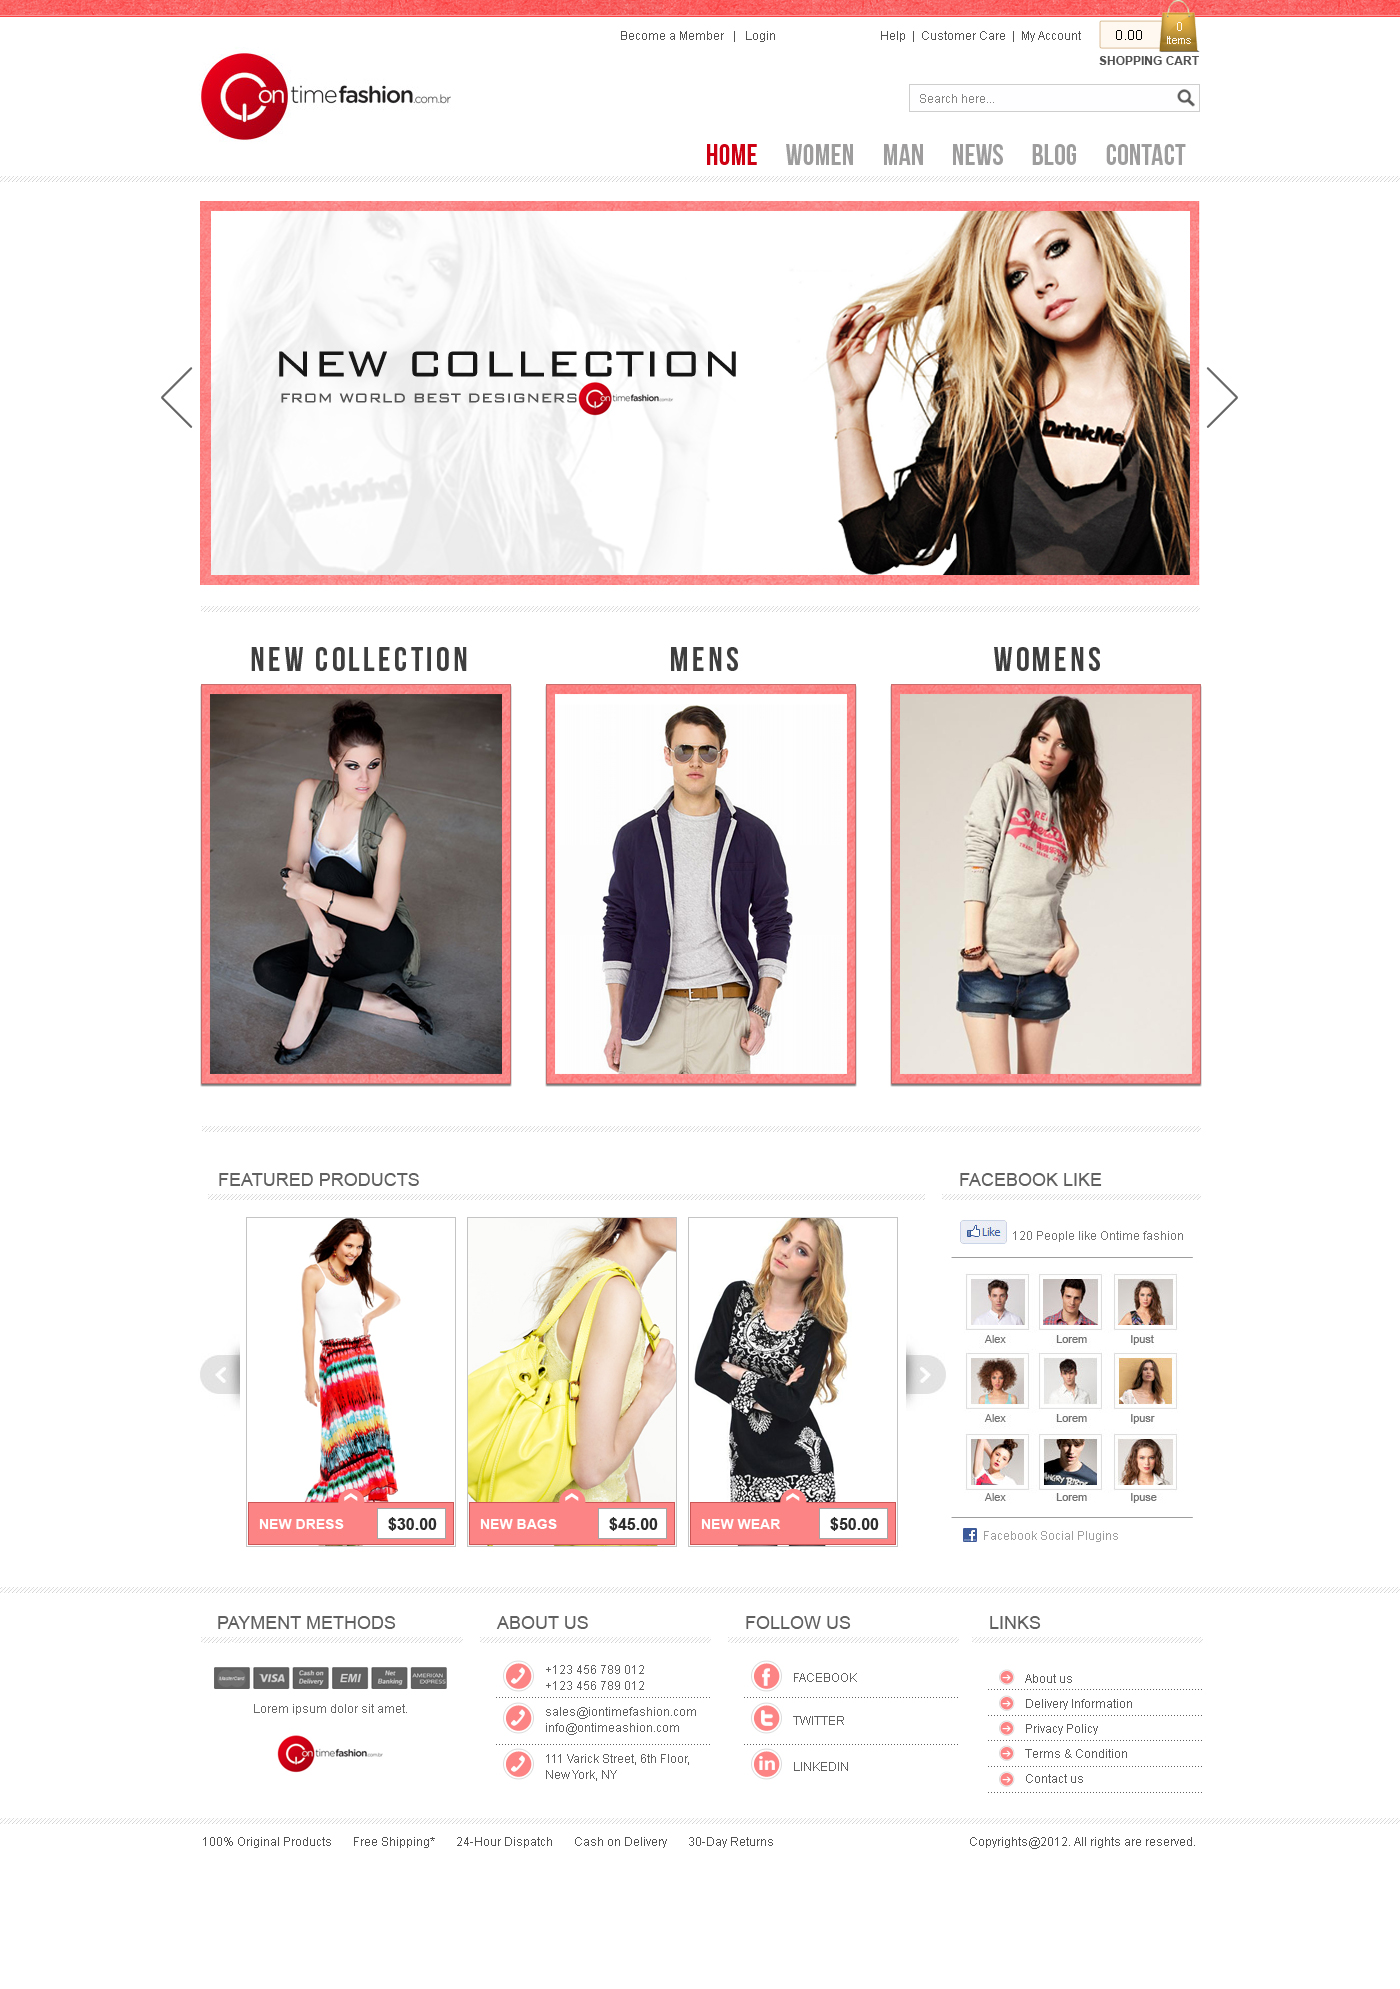 Become a Member | Login
Help | Customer Care | My Account
0.00
0
Items
SHOPPING CART
on timefashion.com.br
Search here...
HOME WOMEN MAN NEWS BLOG CONTACT
NEW COLLECTION
FROM WORLD BEST DESIGNERS
on timefashion.com.br
DrinkMe
NEW COLLECTION
MENS
WOMENS
Superdry
FEATURED PRODUCTS
NEW DRESS $30.00
NEW BAGS $45.00
NEW WEAR $50.00
FACEBOOK LIKE
Like
120 People like Ontime fashion
Alex Lorem Ipust
Alex Lorem Ipusr
Alex Lorem Ipuse
Facebook Social Plugins
PAYMENT METHODS
MasterCard
VISA
Cash on
Delivery
EMI
Net
Banking
AMERICAN
EXPRESS
Lorem ipsum dolor sit amet.
on timefashion.com.br
ABOUT US
+123 456 789 012
+123 456 789 012
sales@iontimefashion.com
info@ontimeashion.com
111 Varick Street, 6th Floor,
New York, NY
FOLLOW US
FACEBOOK
TWITTER
LINKEDIN
LINKS
About us
Delivery Information
Privacy Policy
Terms & Condition
Contact us
100% Original Products Free Shipping* 24-Hour Dispatch Cash on Delivery 30-Day Returns
Copyrights@2012. All rights are reserved.